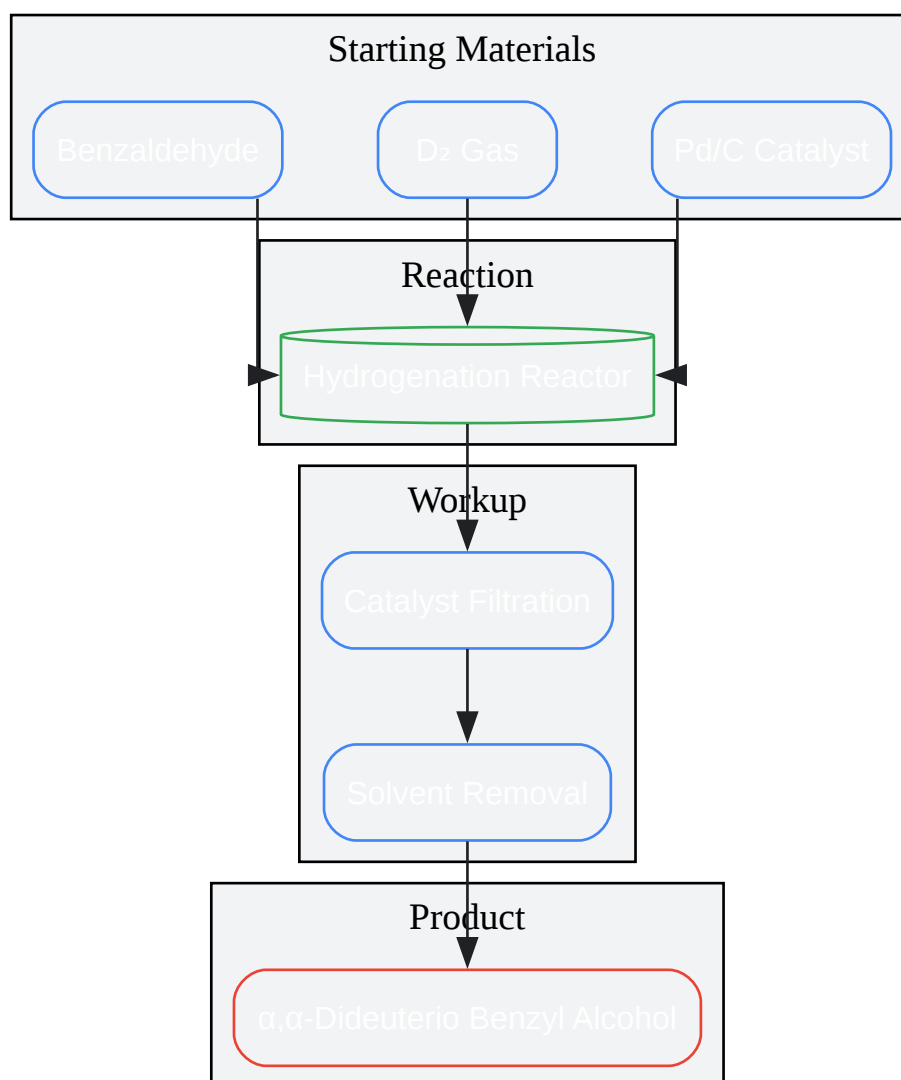 Starting Materials
Benzaldehyde
D₂ Gas
Pd/C Catalyst
Reaction
Hydrogenation Reactor
Workup
Catalyst Filtration
Solvent Removal
Product
α,α-Dideuterio Benzyl Alcohol